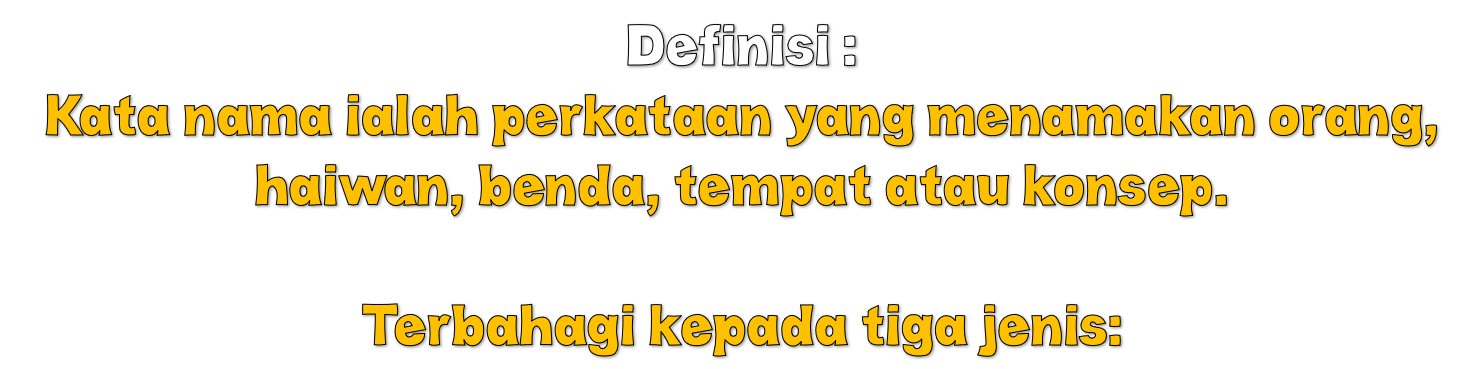 Definisi :
Kata nama ialah perkataan yang menamakan orang,
haiwan, benda, tempat atau konsep.
Terbahagi kepada tiga jenis: